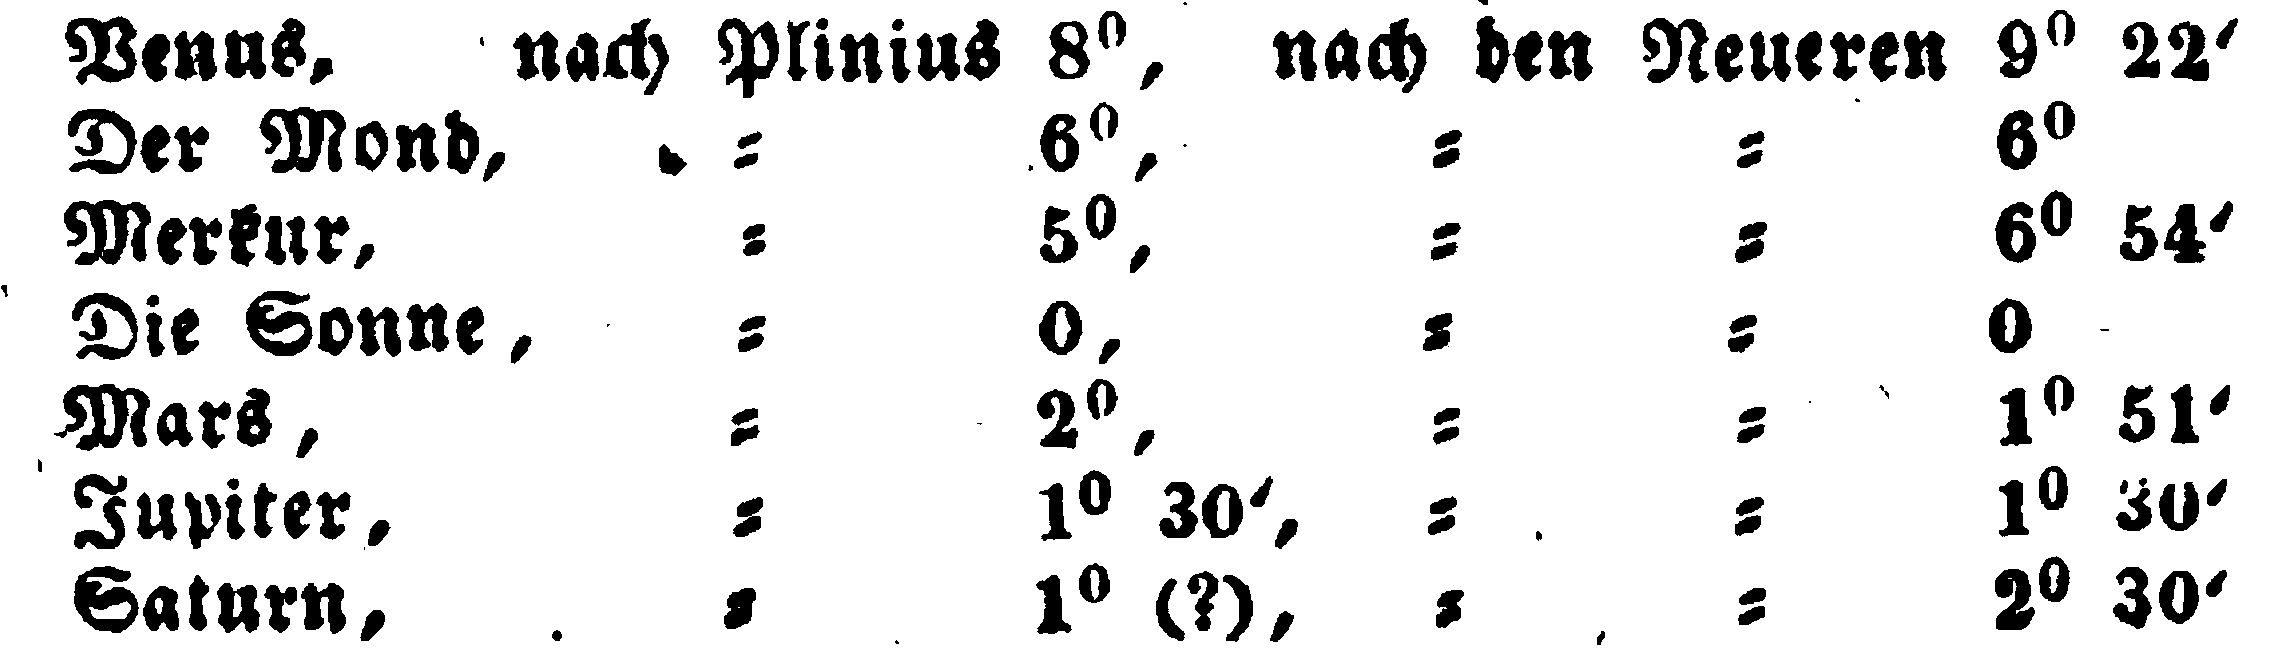 Venus, nach Plinius 8⁰, nach den Neueren 9⁰ 22′
Der Mond, = 6⁰, = = 6⁰
Merkur, = 5⁰, = = 6⁰ 54′
Die Sonne, = 0, = = 0
Mars, = 2⁰, = = 1⁰ 51′
Jupiter, = 1⁰ 30′, = = 1⁰ 30′
Saturn, = 1⁰ (?), = = 2⁰ 30′